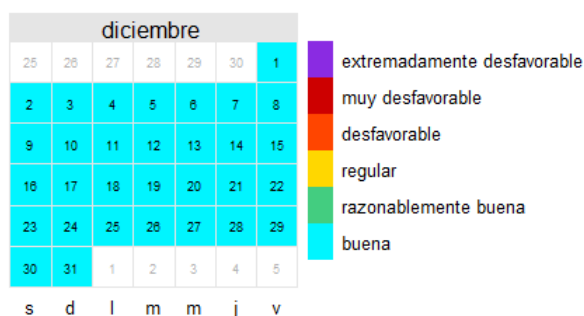 diciembre
25 26 27 28 29 30 1
2 3 4 5 6 7 8
9 10 11 12 13 14 15
16 17 18 19 20 21 22
23 24 25 26 27 28 29
30 31 1 2 3 4 5
s d l m m j v
extremadamente desfavorable
muy desfavorable
desfavorable
regular
razonablemente buena
buena